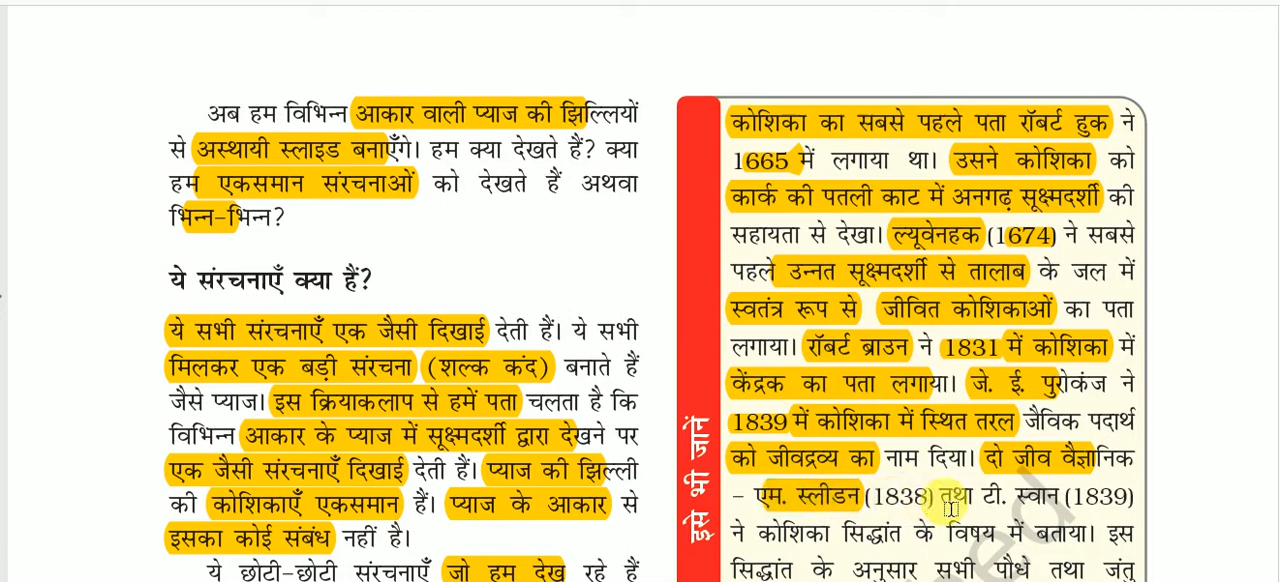 अब हम विभिन्न आकार वाली प्याज की झिल्लियों
से अस्थायी स्लाइड बनाएँगे। हम क्या देखते हैं? क्या
हम एकसमान संरचनाओं को देखते हैं अथवा
भिन्न-भिन्न?
ये संरचनाएँ क्या हैं?
ये सभी संरचनाएँ एक जैसी दिखाई देती हैं। ये सभी
मिलकर एक बड़ी संरचना (शल्क कंद) बनाते हैं
जैसे प्याज। इस क्रियाकलाप से हमें पता चलता है कि
विभिन्न आकार के प्याज में सूक्ष्मदर्शी द्वारा देखने पर
एक जैसी संरचनाएँ दिखाई देती हैं। प्याज की झिल्ली
की कोशिकाएँ एकसमान हैं। प्याज के आकार से
इसका कोई संबंध नहीं है।
ये छोटी-छोटी संरचनाएँ जो हम देख रहे हैं
इसे भी जानें
कोशिका का सबसे पहले पता रॉबर्ट हुक ने
1665 में लगाया था। उसने कोशिका को
कार्क की पतली काट में अनगढ़ सूक्ष्मदर्शी की
सहायता से देखा। ल्यूवेनहक (1674) ने सबसे
पहले उन्नत सूक्ष्मदर्शी से तालाब के जल में
स्वतंत्र रूप से जीवित कोशिकाओं का पता
लगाया। रॉबर्ट ब्राउन ने 1831 में कोशिका में
केंद्रक का पता लगाया। जे. ई. पुरोकंज ने
1839 में कोशिका में स्थित तरल जैविक पदार्थ
को जीवद्रव्य का नाम दिया। दो जीव वैज्ञानिक
– एम. स्लीडन (1838) तथा टी. स्वान (1839)
ने कोशिका सिद्धांत के विषय में बताया। इस
सिद्धांत के अनुसार सभी पौधे तथा जंतु